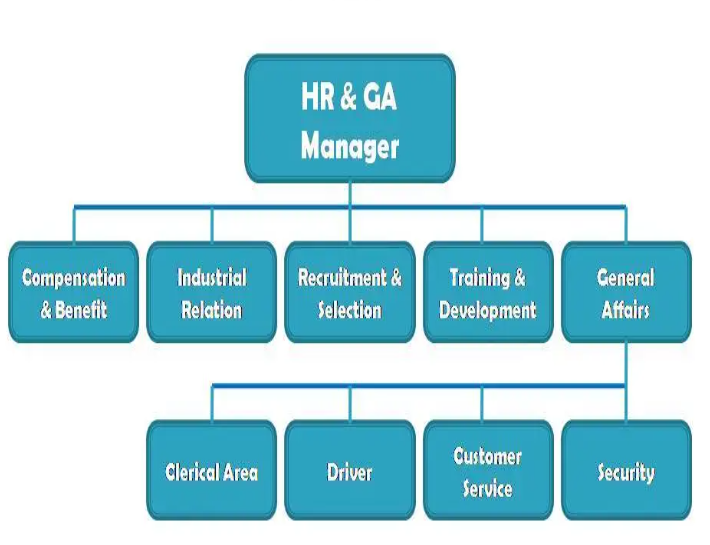 HR & GA
Manager
Compensation
& Benefit
Industrial
Relation
Recruitment &
Selection
Training &
Development
General
Affairs
Clerical Area
Driver
Customer
Service
Security